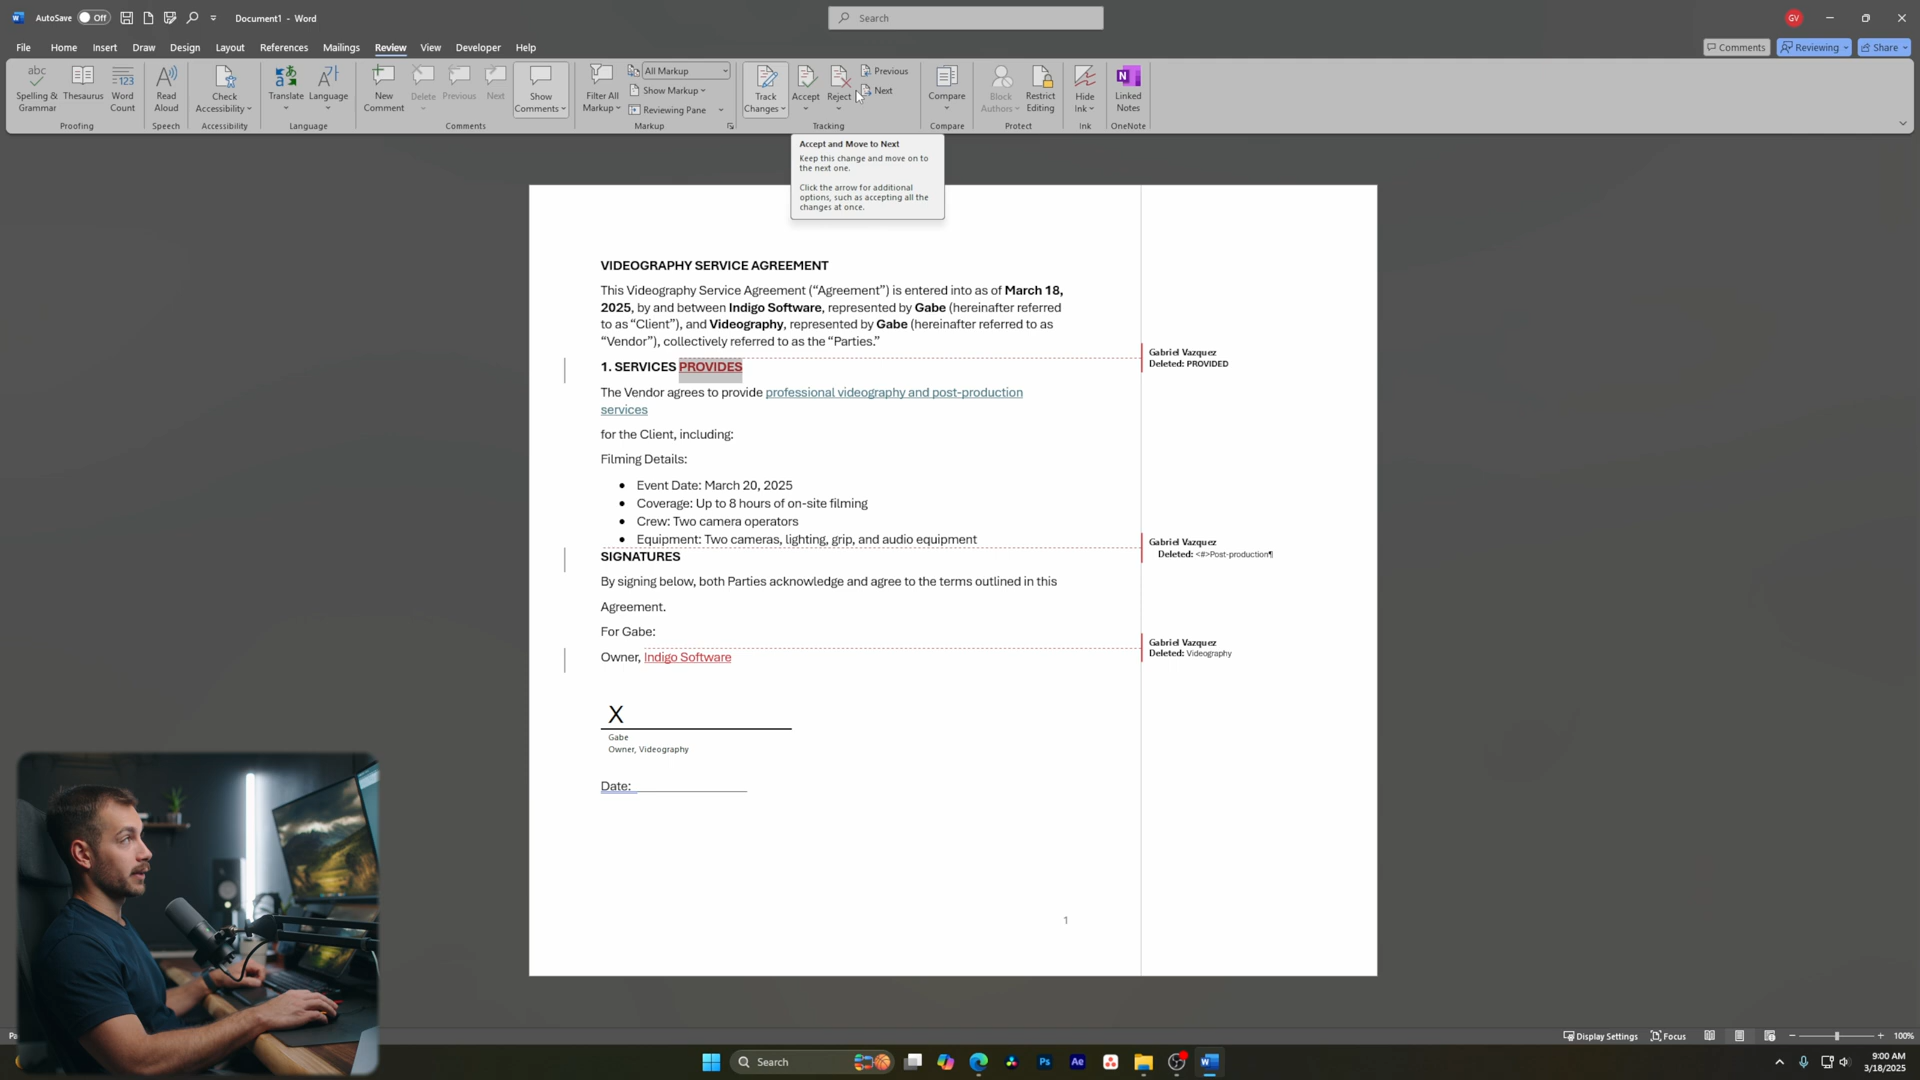 AutoSave Off Document1 - Word Search GV
File Home Insert Draw Design Layout References Mailings Review View Developer Help Comments Reviewing Share
abc
Spelling & Grammar
Thesaurus
123
Word Count
Proofing
Read Aloud
Speech
Check Accessibility
Accessibility
Translate
Language
Language
New Comment
Delete
Previous
Next
Show Comments
Comments
Filter All Markup
All Markup
Show Markup
Reviewing Pane
Markup
Track Changes
Accept
Reject
Previous
Next
Tracking
Compare
Compare
Block Authors
Restrict Editing
Protect
Hide Ink
Ink
Linked Notes
OneNote
Accept and Move to Next
Keep this change and move on to
the next one.
Click the arrow for additional
options, such as accepting all the
changes at once.
VIDEOGRAPHY SERVICE AGREEMENT
This Videography Service Agreement (“Agreement”) is entered into as of March 18,
2025, by and between Indigo Software, represented by Gabe (hereinafter referred
to as “Client”), and Videography, represented by Gabe (hereinafter referred to as
“Vendor”), collectively referred to as the “Parties.”
Gabriel Vazquez
Deleted: PROVIDED
1. SERVICES PROVIDES
The Vendor agrees to provide professional videography and post-production
services
for the Client, including:
Filming Details:
• Event Date: March 20, 2025
• Coverage: Up to 8 hours of on-site filming
• Crew: Two camera operators
• Equipment: Two cameras, lighting, grip, and audio equipment
Gabriel Vazquez
Deleted: <#>Post-production¶
SIGNATURES
By signing below, both Parties acknowledge and agree to the terms outlined in this
Agreement.
For Gabe:
Gabriel Vazquez
Deleted: Videography
Owner, Indigo Software
X
Gabe
Owner, Videography
Date:
1
Display Settings Focus 100%
Search Ps Ae
9:00 AM
3/18/2025